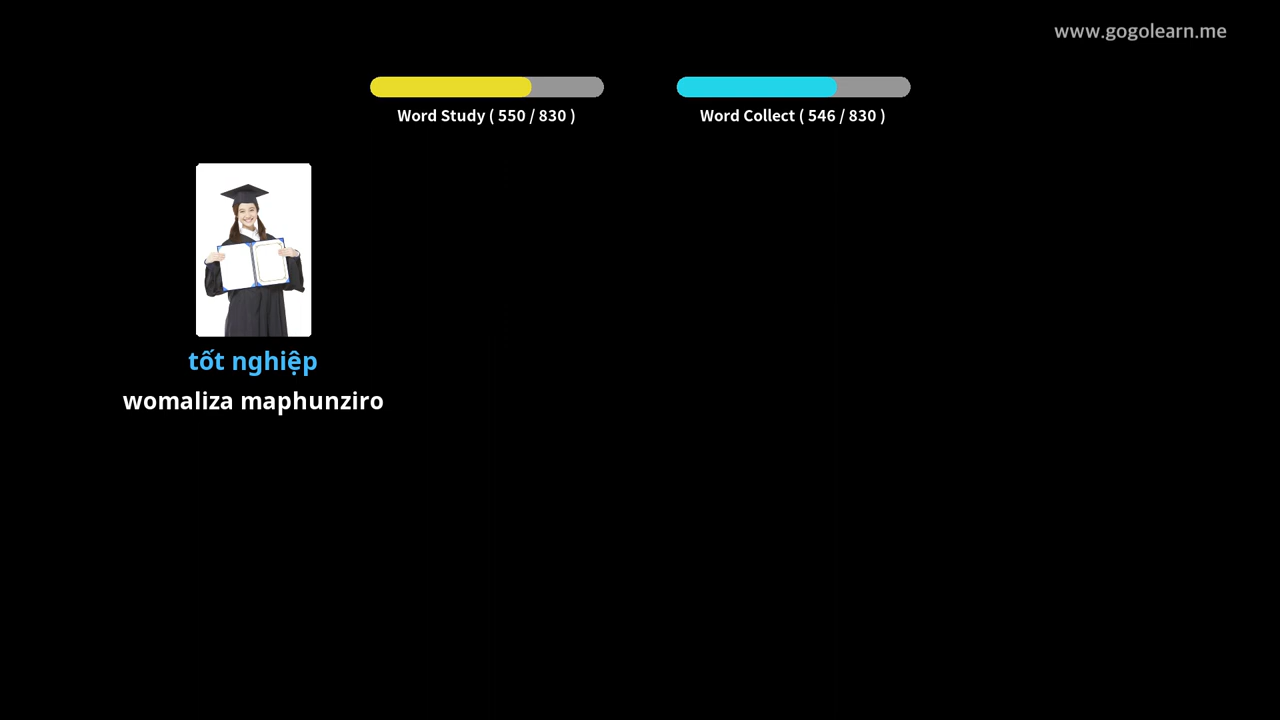 www.gogolearn.me
Word Study ( 550 / 830 )
Word Collect ( 546 / 830 )
tốt nghiệp
womaliza maphunziro